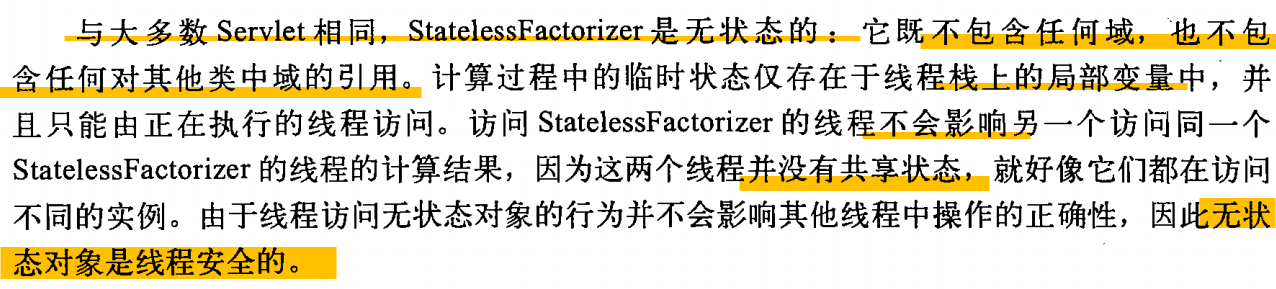 与大多数 Servlet 相同，StatelessFactorizer 是无状态的：它既不包含任何域，也不包
含任何对其他类中域的引用。计算过程中的临时状态仅存在于线程栈上的局部变量中，并
且只能由正在执行的线程访问。访问 StatelessFactorizer 的线程不会影响另一个访问同一个
StatelessFactorizer 的线程的计算结果，因为这两个线程并没有共享状态，就好像它们都在访问
不同的实例。由于线程访问无状态对象的行为并不会影响其他线程中操作的正确性，因此无状
态对象是线程安全的。